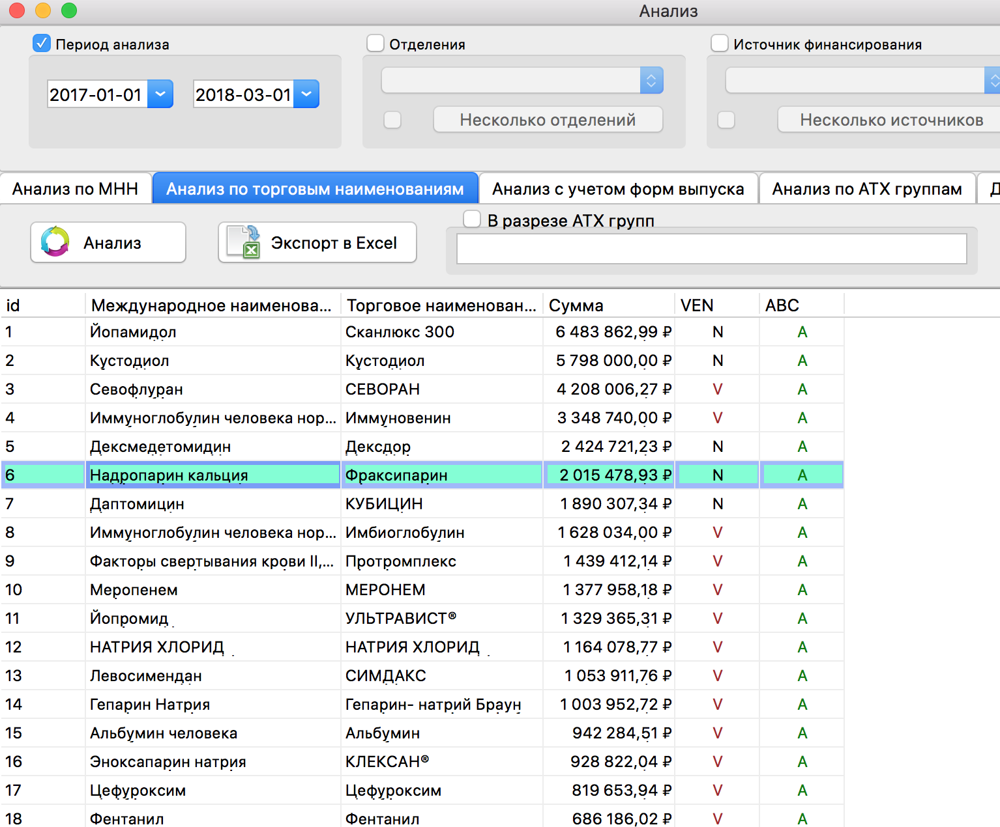 Анализ
Период анализа
Отделения
Источник финансирования
2017-01-01
2018-03-01
Несколько отделений
Несколько источников
Анализ по МНН
Анализ по торговым наименованиям
Анализ с учетом форм выпуска
Анализ по АТХ группам
Анализ
Экспорт в Excel
В разрезе АТХ групп
id Международное наименова... Торговое наименован... Сумма VEN ABC
1 Йопамидол Сканлюкс 300 6 483 862,99 ₽ N A
2 Кустодиол Кустодиол 5 798 000,00 ₽ N A
3 Севофлуран СЕВОРАН 4 208 006,27 ₽ V A
4 Иммуноглобулин человека нор... Иммуновенин 3 348 740,00 ₽ V A
5 Дексмедетомидин Дексдор 2 424 721,23 ₽ N A
6 Надропарин кальция Фраксипарин 2 015 478,93 ₽ N A
7 Даптомицин КУБИЦИН 1 890 307,34 ₽ N A
8 Иммуноглобулин человека нор... Имбиоглобулин 1 628 034,00 ₽ V A
9 Факторы свертывания крови II,... Протромплекс 1 439 412,14 ₽ V A
10 Меропенем МЕРОНЕМ 1 377 958,18 ₽ V A
11 Йопромид УЛЬТРАВИСТ® 1 329 365,31 ₽ V A
12 НАТРИЯ ХЛОРИД НАТРИЯ ХЛОРИД 1 164 078,77 ₽ V A
13 Левосимендан СИМДАКС 1 053 911,76 ₽ V A
14 Гепарин Натрия Гепарин- натрий Браун 1 003 952,72 ₽ V A
15 Альбумин человека Альбумин 942 284,51 ₽ V A
16 Эноксапарин натрия КЛЕКСАН® 928 822,04 ₽ V A
17 Цефуроксим Цефуроксим 819 653,94 ₽ V A
18 Фентанил Фентанил 686 186,02 ₽ V A